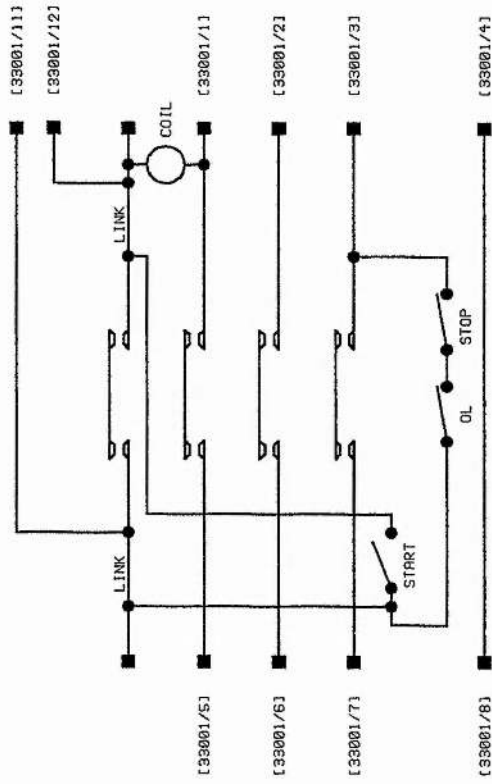 [33001/11]
[33001/12]
[33001/1]
[33001/2]
[33001/3]
[33001/4]
COIL
LINK
STOP
OL
START
LINK
[33001/5]
[33001/6]
[33001/7]
[33001/8]